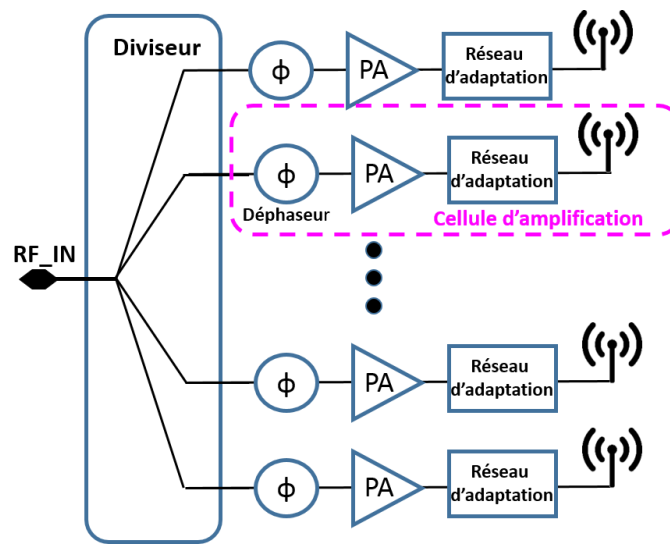 Diviseur
ϕ
PA
Réseau
d'adaptation
ϕ
PA
Réseau
d'adaptation
Déphaseur
Cellule d'amplification
RF_IN
ϕ
PA
Réseau
d'adaptation
ϕ
PA
Réseau
d'adaptation